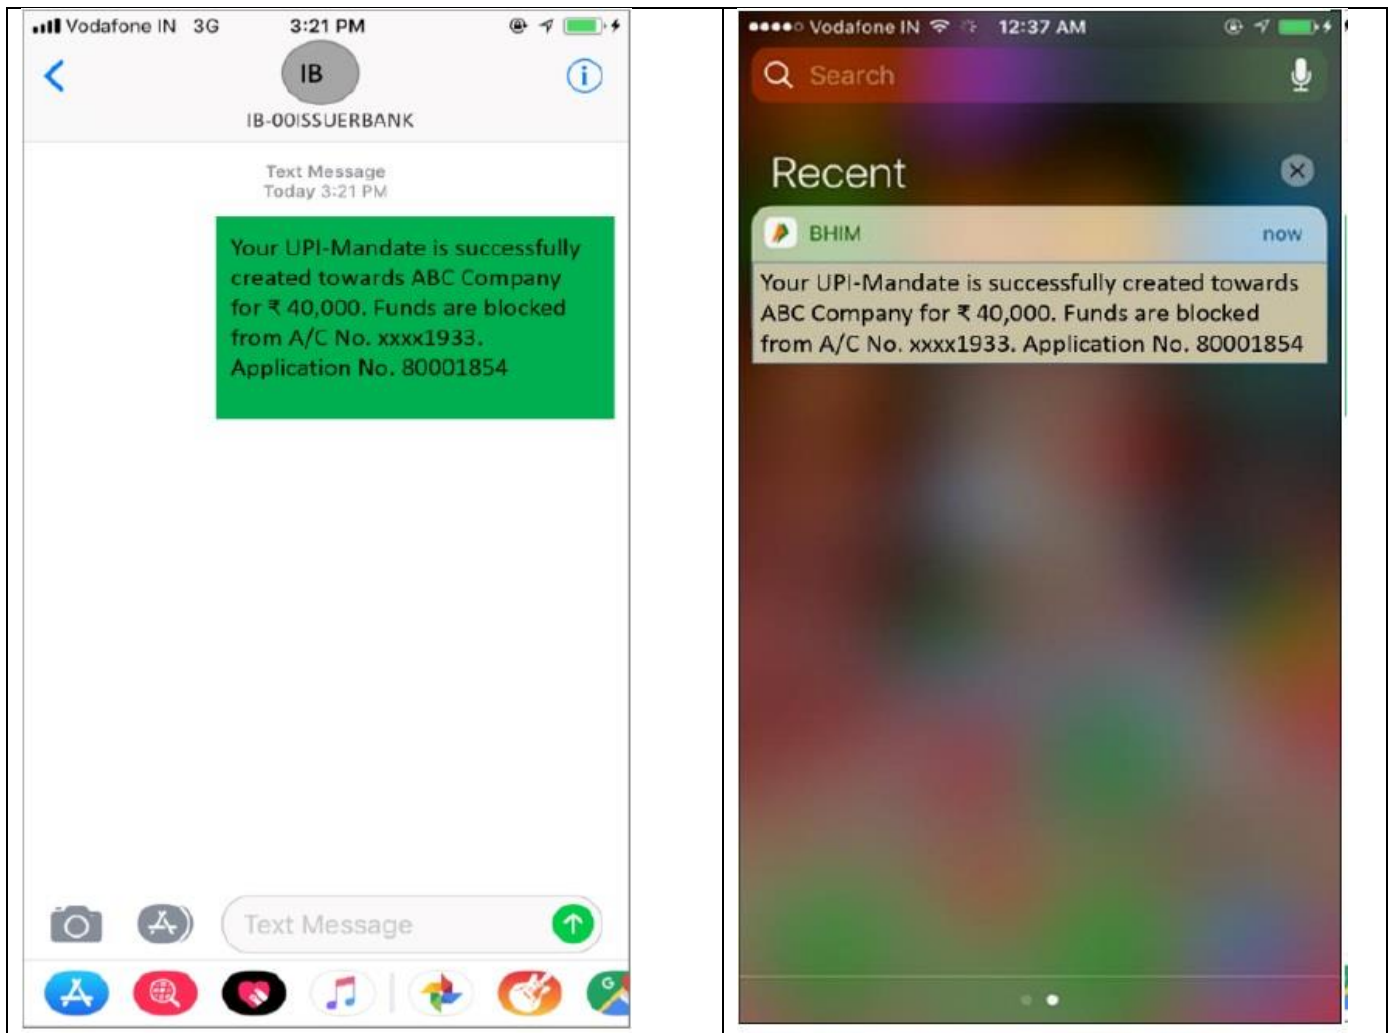 Vodafone IN 3G 3:21 PM
IB
IB-00ISSUERBANK
Text Message
Today 3:21 PM
Your UPI-Mandate is successfully
created towards ABC Company
for ₹ 40,000. Funds are blocked
from A/C No. xxxx1933.
Application No. 80001854
Text Message
Vodafone IN 12:37 AM
Search
Recent
BHIM now
Your UPI-Mandate is successfully created towards
ABC Company for ₹ 40,000. Funds are blocked
from A/C No. xxxx1933. Application No. 80001854